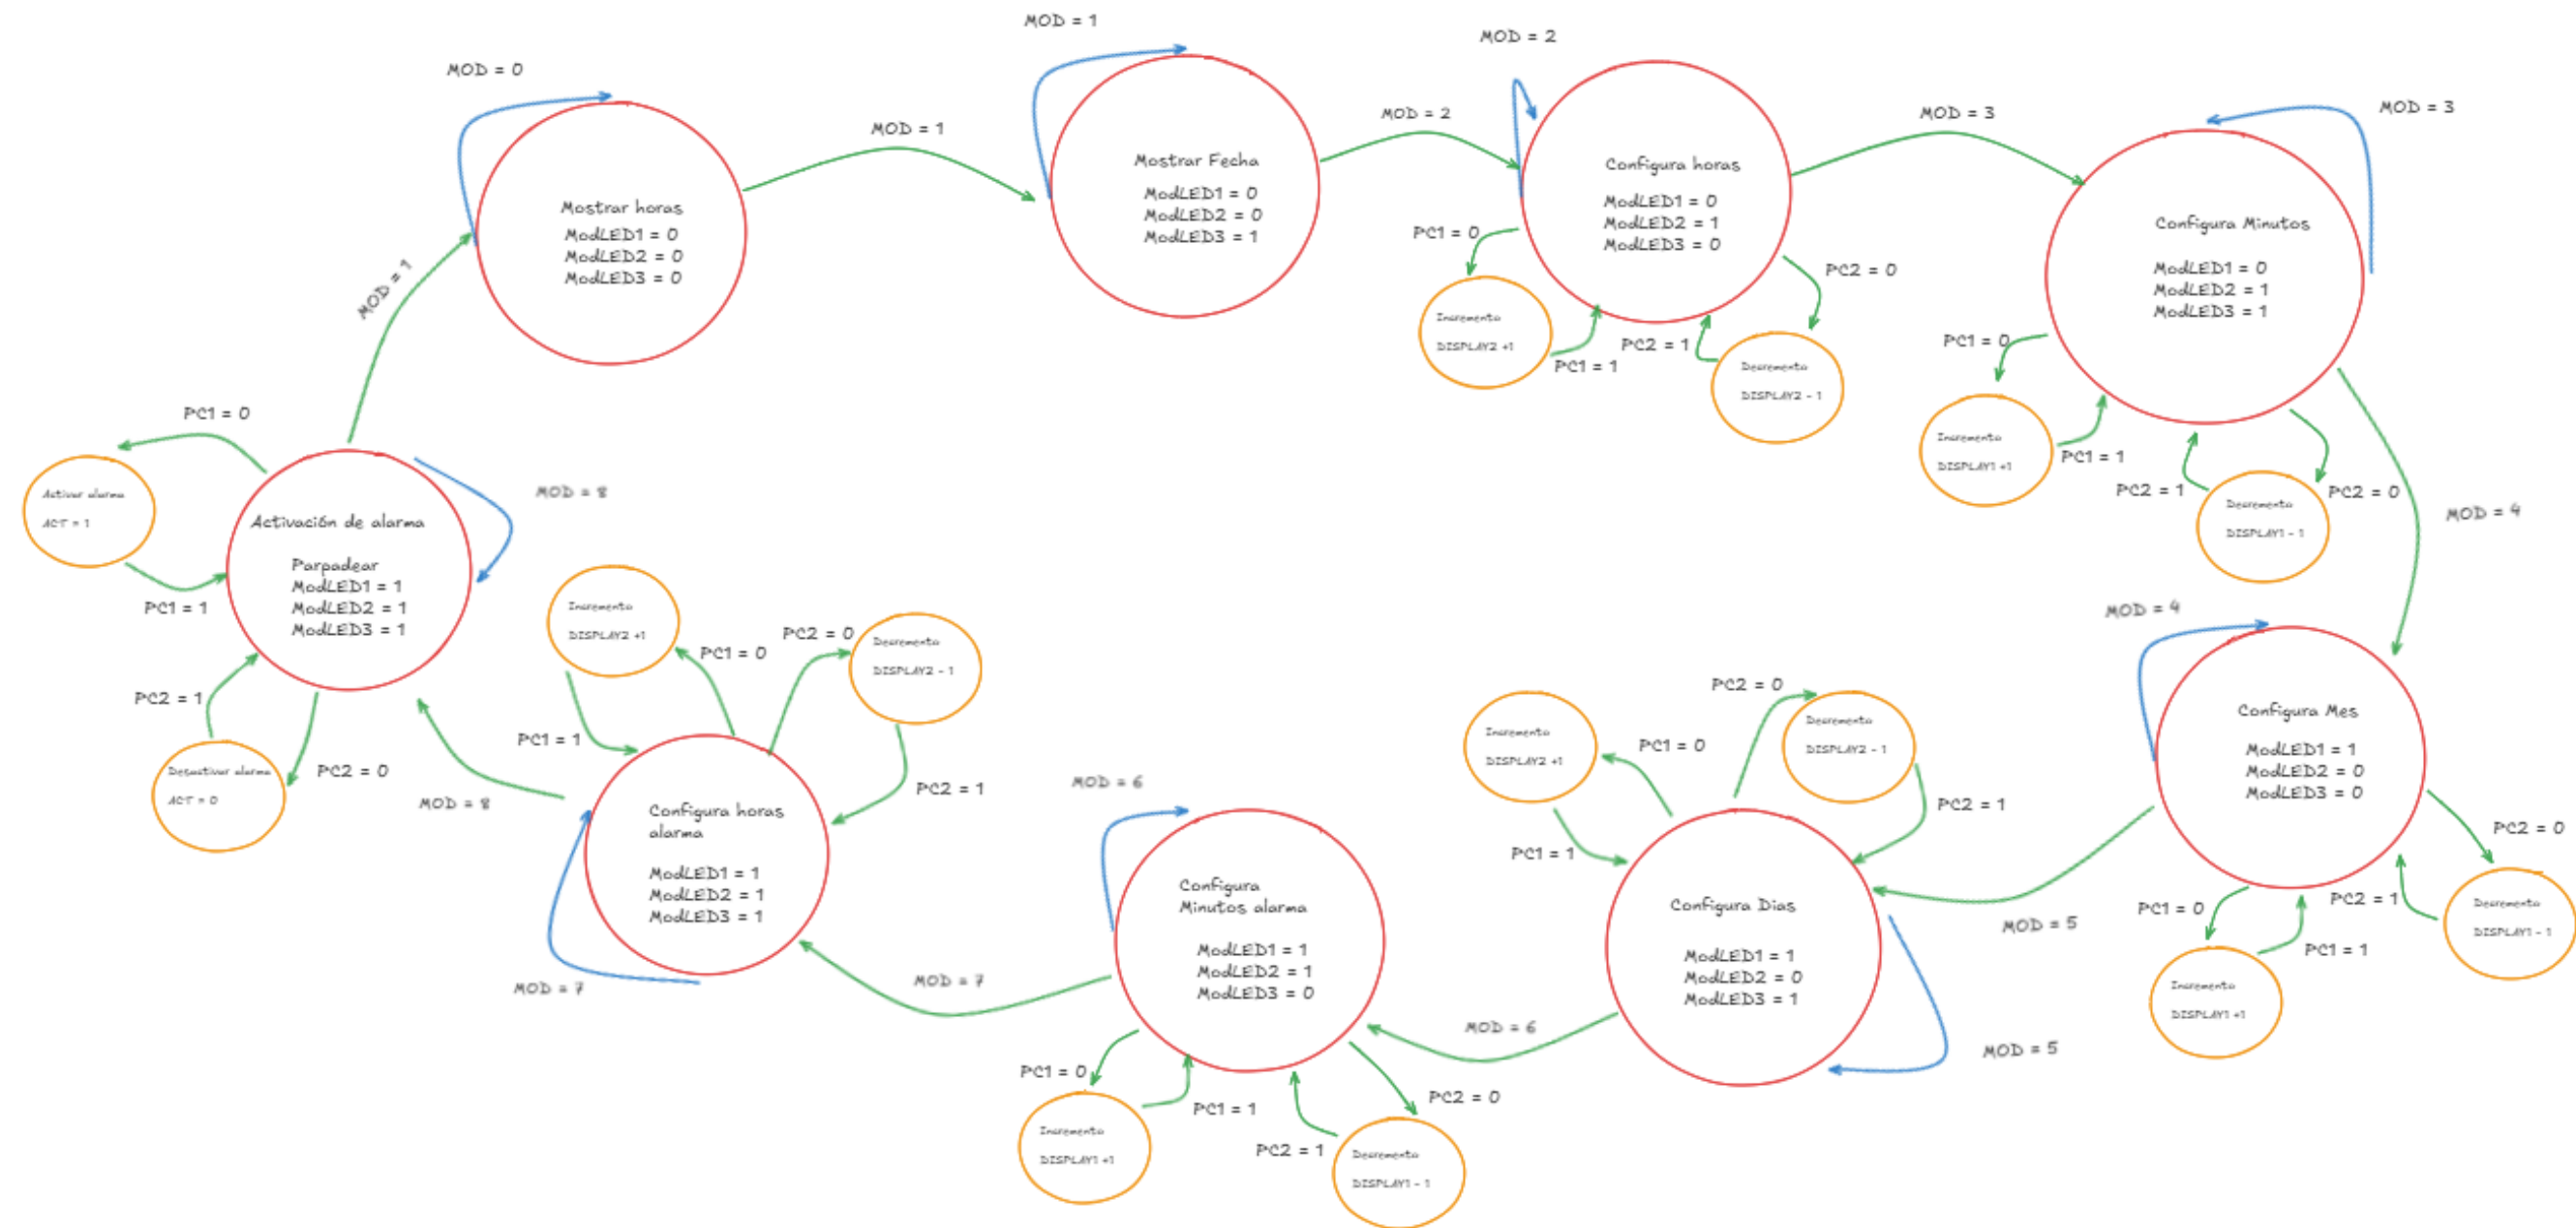 MOD = 0
Mostrar horas
ModLED1 = 0
ModLED2 = 0
ModLED3 = 0
MOD = 1
MOD = 1
Mostrar Fecha
ModLED1 = 0
ModLED2 = 0
ModLED3 = 1
MOD = 2
MOD = 2
Configura horas
ModLED1 = 0
ModLED2 = 1
ModLED3 = 0
PC1 = 0
Incremento
DISPLAY2 +1
PC1 = 1
PC2 = 0
Decremento
DISPLAY2 - 1
PC2 = 1
MOD = 3
MOD = 3
Configura Minutos
ModLED1 = 0
ModLED2 = 1
ModLED3 = 1
PC1 = 0
Incremento
DISPLAY1 +1
PC1 = 1
PC2 = 0
Decremento
DISPLAY1 - 1
PC2 = 1
MOD = 4
MOD = 4
Configura Mes
ModLED1 = 1
ModLED2 = 0
ModLED3 = 0
PC1 = 0
Incremento
DISPLAY1 +1
PC1 = 1
PC2 = 0
Decremento
DISPLAY1 - 1
PC2 = 1
MOD = 5
MOD = 5
Configura Dias
ModLED1 = 1
ModLED2 = 0
ModLED3 = 1
PC1 = 0
Incremento
DISPLAY2 +1
PC1 = 1
PC2 = 0
Decremento
DISPLAY2 - 1
PC2 = 1
MOD = 6
MOD = 6
Configura
Minutos alarma
ModLED1 = 1
ModLED2 = 1
ModLED3 = 0
PC1 = 0
Incremento
DISPLAY1 +1
PC1 = 1
PC2 = 0
Decremento
DISPLAY1 - 1
PC2 = 1
MOD = 7
MOD = 7
Configura horas
alarma
ModLED1 = 1
ModLED2 = 1
ModLED3 = 1
PC1 = 0
Incremento
DISPLAY2 +1
PC1 = 1
PC2 = 0
Decremento
DISPLAY2 - 1
PC2 = 1
MOD = 8
MOD = 8
Activación de alarma
Parpadear
ModLED1 = 1
ModLED2 = 1
ModLED3 = 1
PC1 = 0
Activar alarma
ACT = 1
PC1 = 1
PC2 = 0
Desactivar alarma
ACT = 0
PC2 = 1
MOD = 1